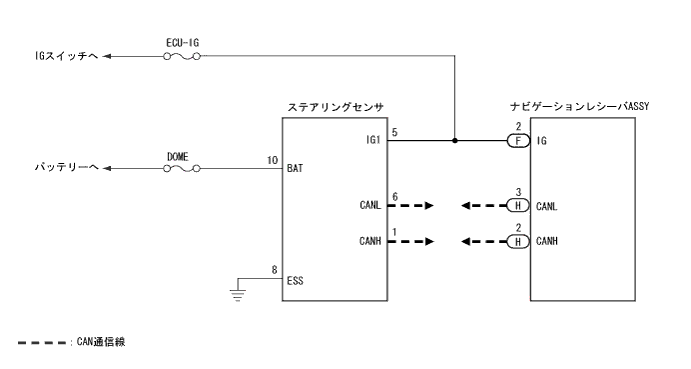 ECU-IG
IGスイッチへ
ステアリングセンサ
ナビゲーションレシーバASSY
5
2
IG1
F
IG
バッテリーへ
DOME
10
BAT
6
3
CANL
H
CANL
1
2
CANH
H
CANH
8
ESS
: CAN通信線